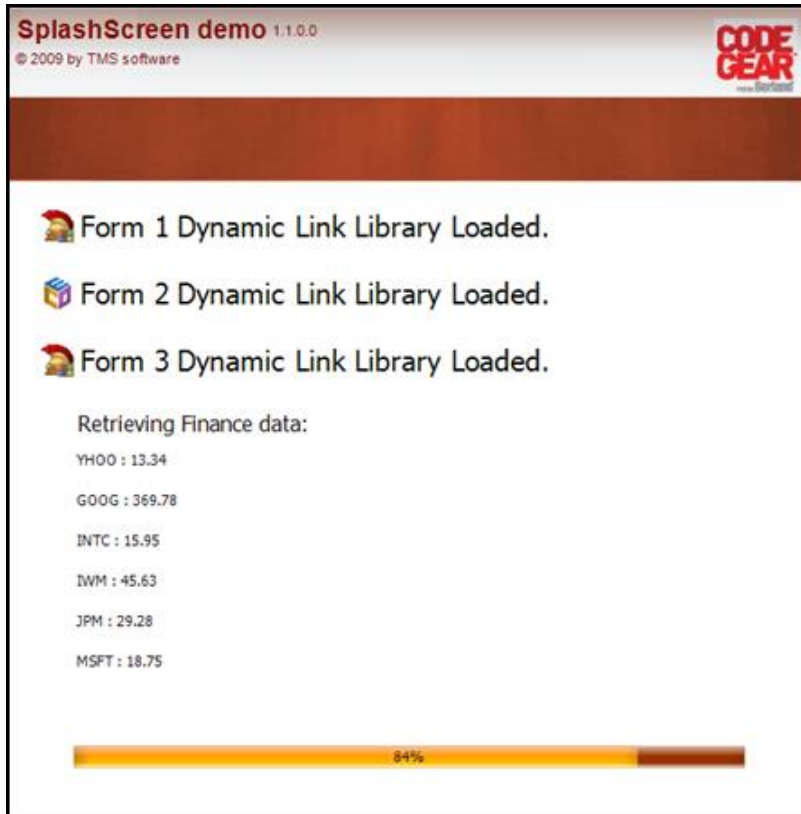 SplashScreen demo 1.1.0.0
© 2009 by TMS software
CODE
GEAR
from Borland
Form 1 Dynamic Link Library Loaded.
Form 2 Dynamic Link Library Loaded.
Form 3 Dynamic Link Library Loaded.
Retrieving Finance data:
YHOO : 13.34
GOOG : 369.78
INTC : 15.95
IWM : 45.63
JPM : 29.28
MSFT : 18.75
84%